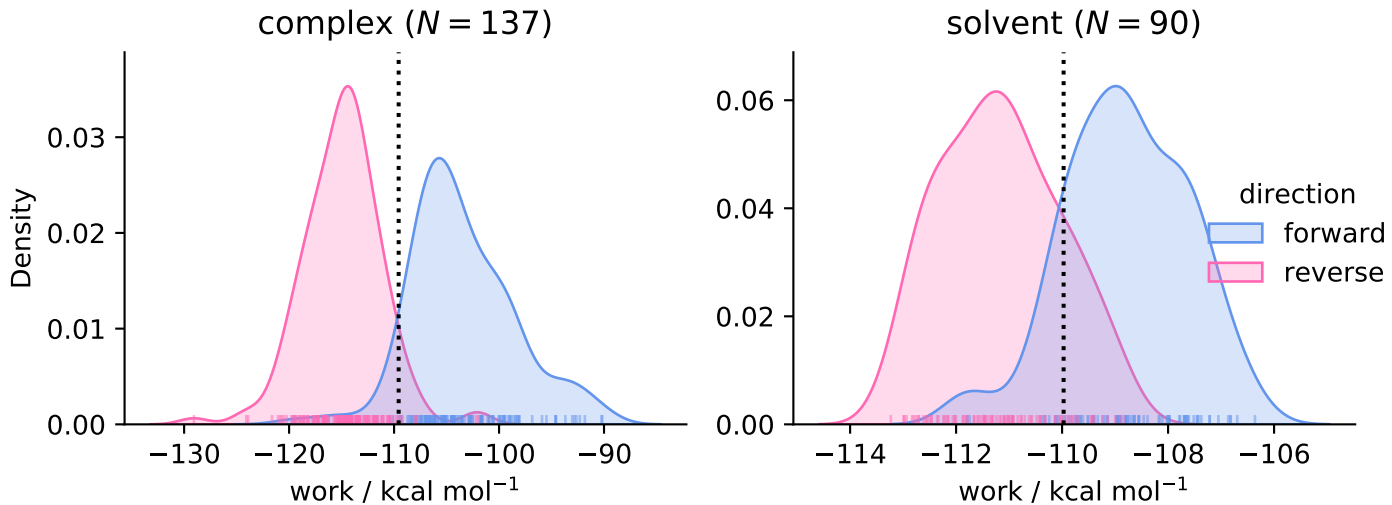 complex (N = 137)
Density
0.03
0.02
0.01
0.00
−130
−120
−110
−100
−90
work / kcal mol⁻¹
solvent (N = 90)
0.06
0.04
0.02
0.00
−114
−112
−110
−108
−106
work / kcal mol⁻¹
direction
forward
reverse